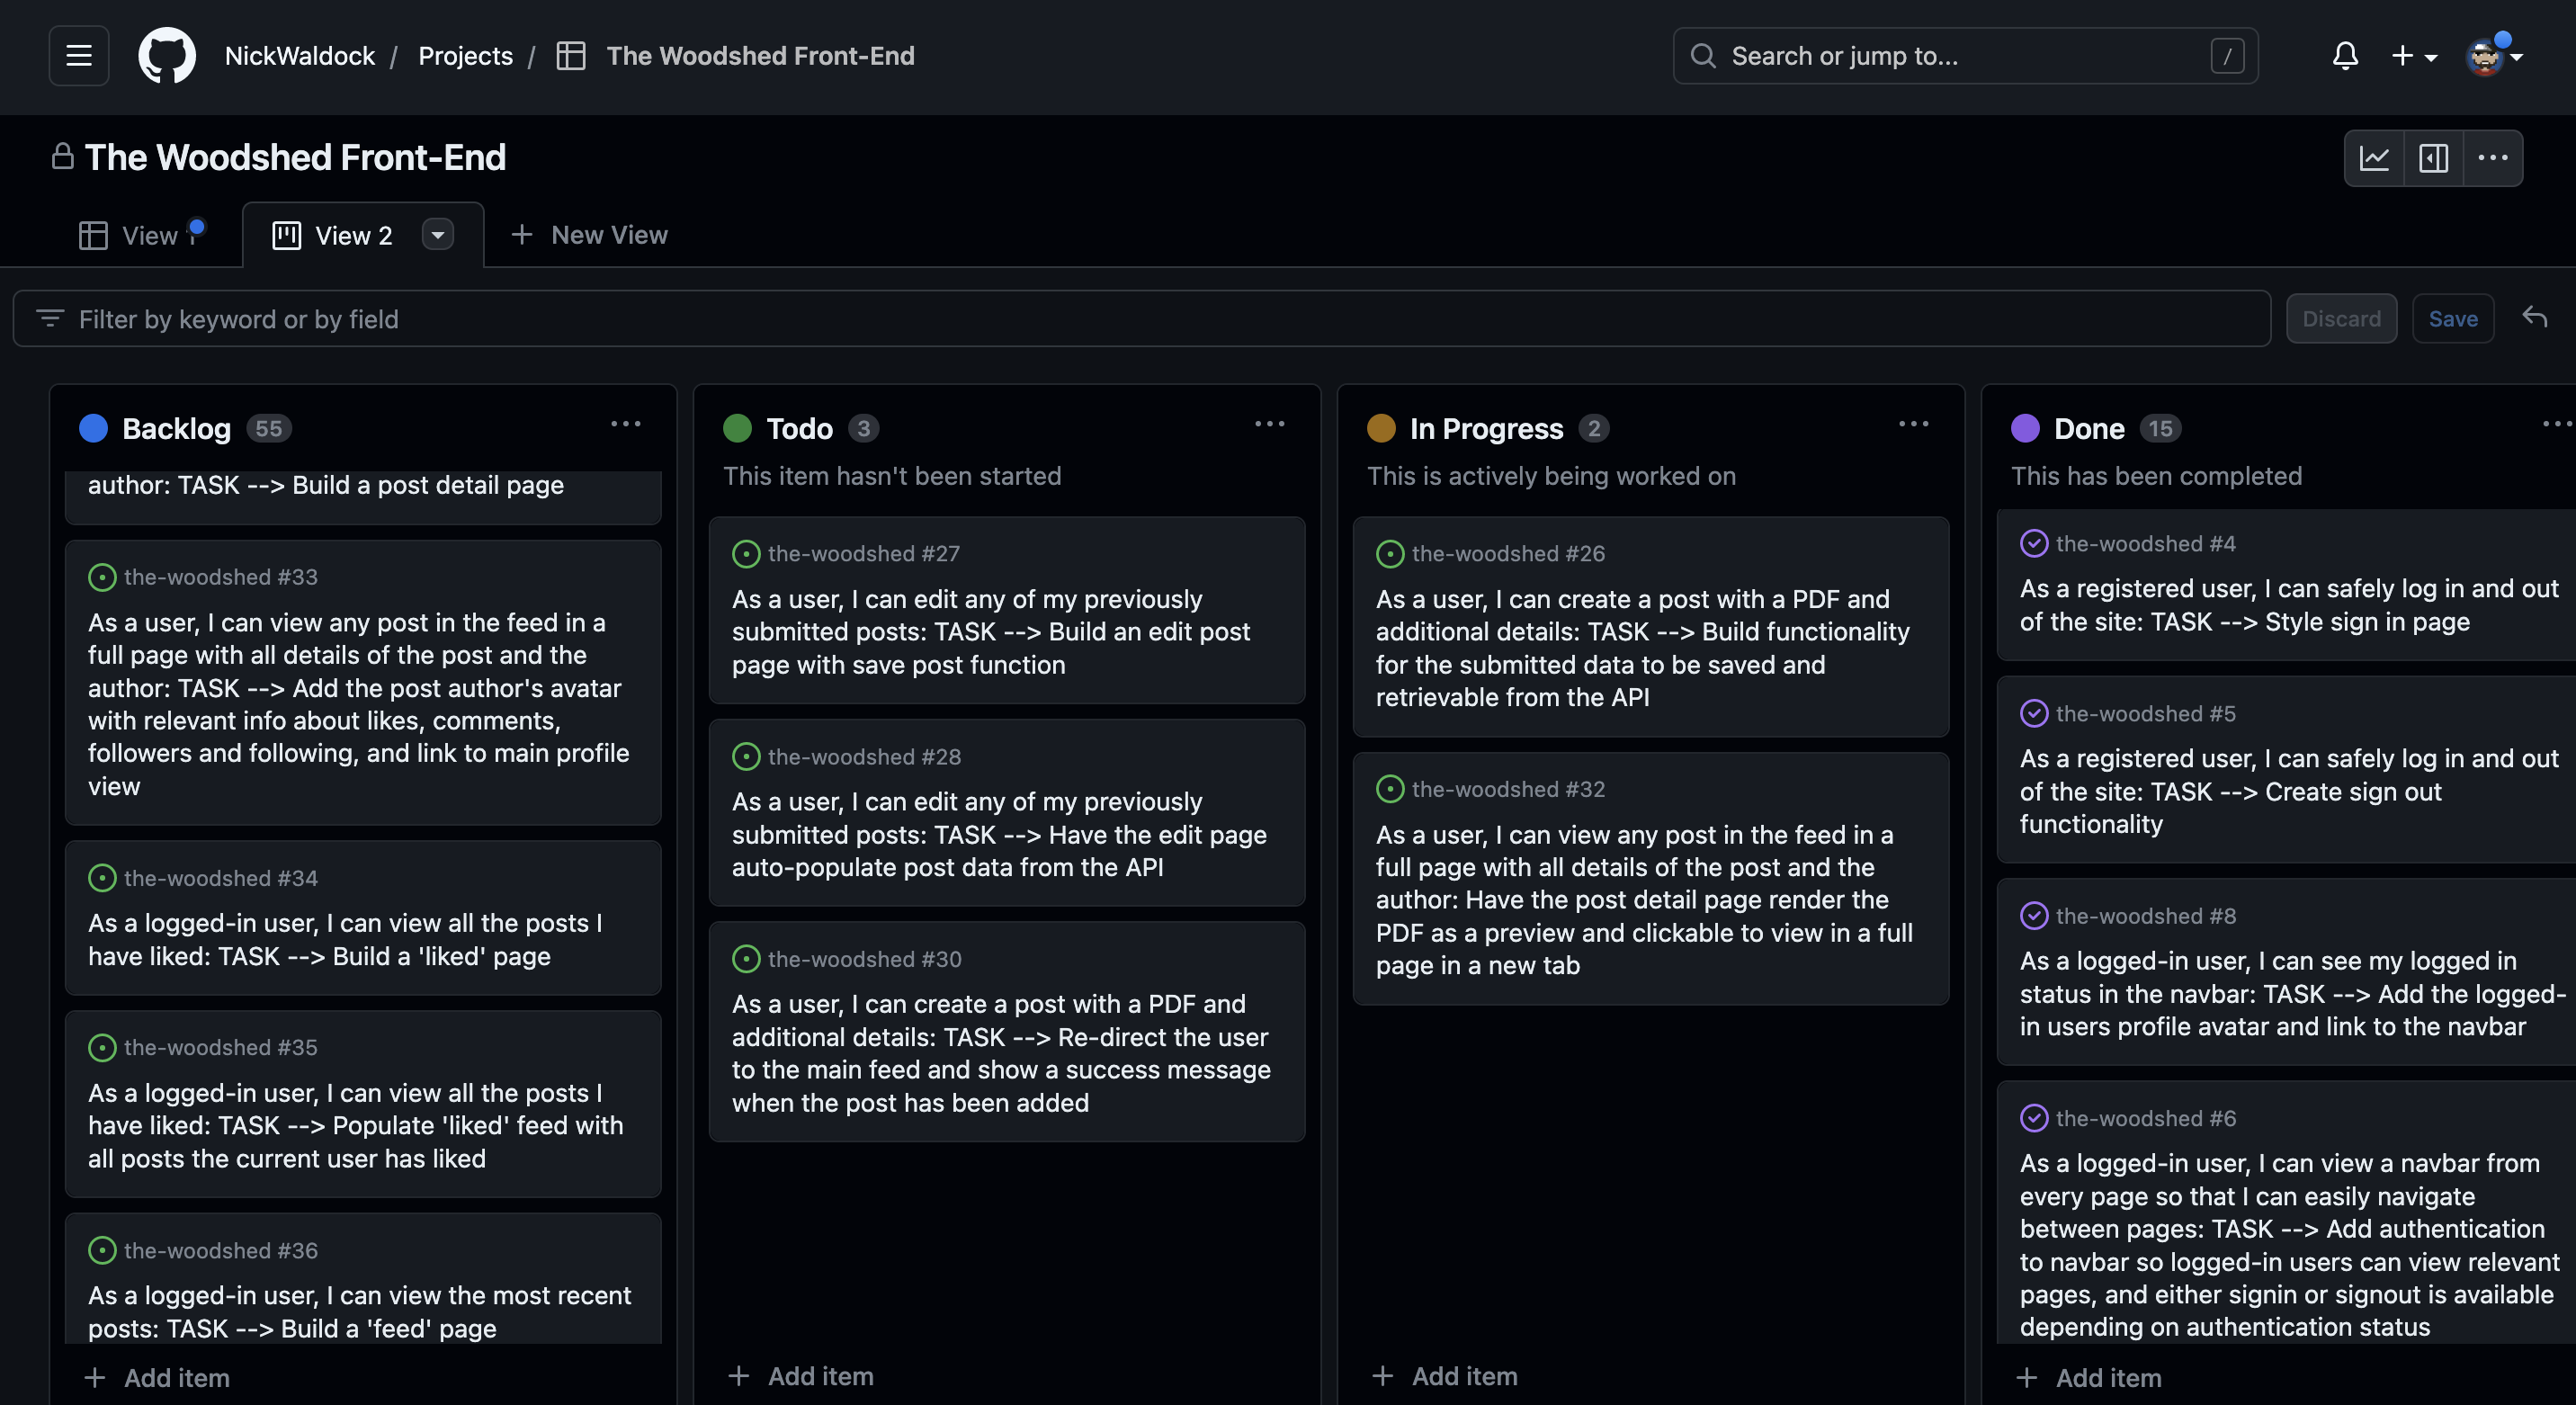 NickWaldock / Projects / The Woodshed Front-End
Search or jump to...
/
The Woodshed Front-End
View
View 2
New View
Filter by keyword or by field
Discard
Save
Backlog 55
author: TASK --> Build a post detail page
the-woodshed #33
As a user, I can view any post in the feed in a
full page with all details of the post and the
author: TASK --> Add the post author's avatar
with relevant info about likes, comments,
followers and following, and link to main profile
view
the-woodshed #34
As a logged-in user, I can view all the posts I
have liked: TASK --> Build a 'liked' page
the-woodshed #35
As a logged-in user, I can view all the posts I
have liked: TASK --> Populate 'liked' feed with
all posts the current user has liked
the-woodshed #36
As a logged-in user, I can view the most recent
posts: TASK --> Build a 'feed' page
Add item
Todo 3
This item hasn't been started
the-woodshed #27
As a user, I can edit any of my previously
submitted posts: TASK --> Build an edit post
page with save post function
the-woodshed #28
As a user, I can edit any of my previously
submitted posts: TASK --> Have the edit page
auto-populate post data from the API
the-woodshed #30
As a user, I can create a post with a PDF and
additional details: TASK --> Re-direct the user
to the main feed and show a success message
when the post has been added
Add item
In Progress 2
This is actively being worked on
the-woodshed #26
As a user, I can create a post with a PDF and
additional details: TASK --> Build functionality
for the submitted data to be saved and
retrievable from the API
the-woodshed #32
As a user, I can view any post in the feed in a
full page with all details of the post and the
author: Have the post detail page render the
PDF as a preview and clickable to view in a full
page in a new tab
Add item
Done 15
This has been completed
the-woodshed #4
As a registered user, I can safely log in and out
of the site: TASK --> Style sign in page
the-woodshed #5
As a registered user, I can safely log in and out
of the site: TASK --> Create sign out
functionality
the-woodshed #8
As a logged-in user, I can see my logged in
status in the navbar: TASK --> Add the logged-
in users profile avatar and link to the navbar
the-woodshed #6
As a logged-in user, I can view a navbar from
every page so that I can easily navigate
between pages: TASK --> Add authentication
to navbar so logged-in users can view relevant
pages, and either signin or signout is available
depending on authentication status
Add item